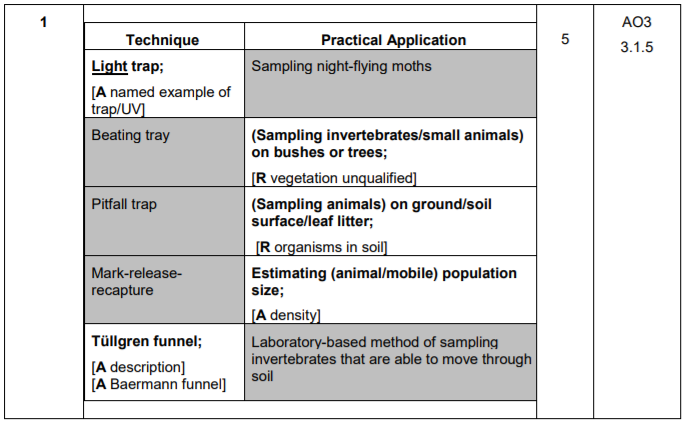 1
5
AO3
3.1.5
Technique
Practical Application
Light trap;
[A named example of
trap/UV]
Sampling night-flying moths
Beating tray
(Sampling invertebrates/small animals)
on bushes or trees;
[R vegetation unqualified]
Pitfall trap
(Sampling animals) on ground/soil
surface/leaf litter;
[R organisms in soil]
Mark-release-
recapture
Estimating (animal/mobile) population
size;
[A density]
Tüllgren funnel;
[A description]
[A Baermann funnel]
Laboratory-based method of sampling
invertebrates that are able to move through
soil